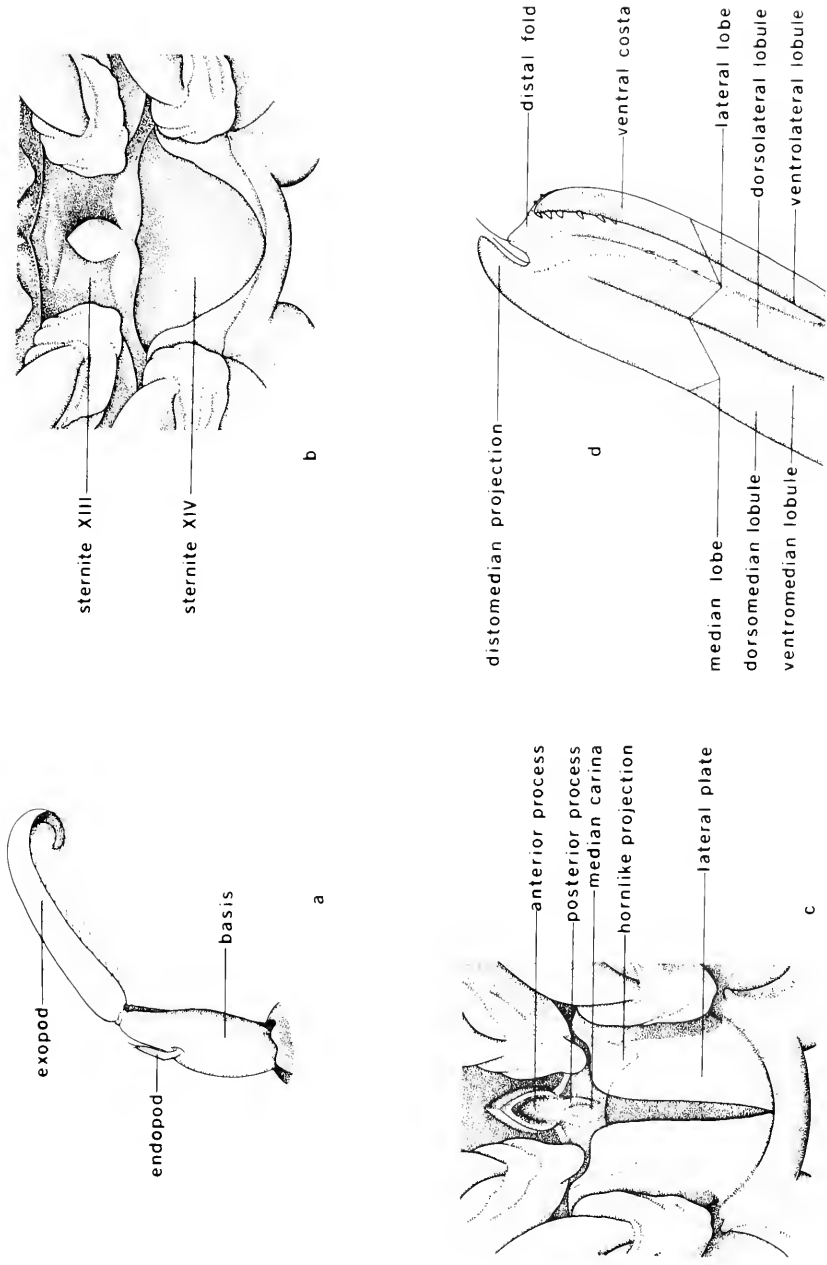 exopod
endopod
basis
a
sternite XIII
sternite XIV
b
anterior process
posterior process
median carina
hornlike projection
lateral plate
c
distomedian projection
distal fold
ventral costa
d
median lobe
lateral lobe
dorsomedian lobule
dorsolateral lobule
ventromedian lobule
ventrolateral lobule